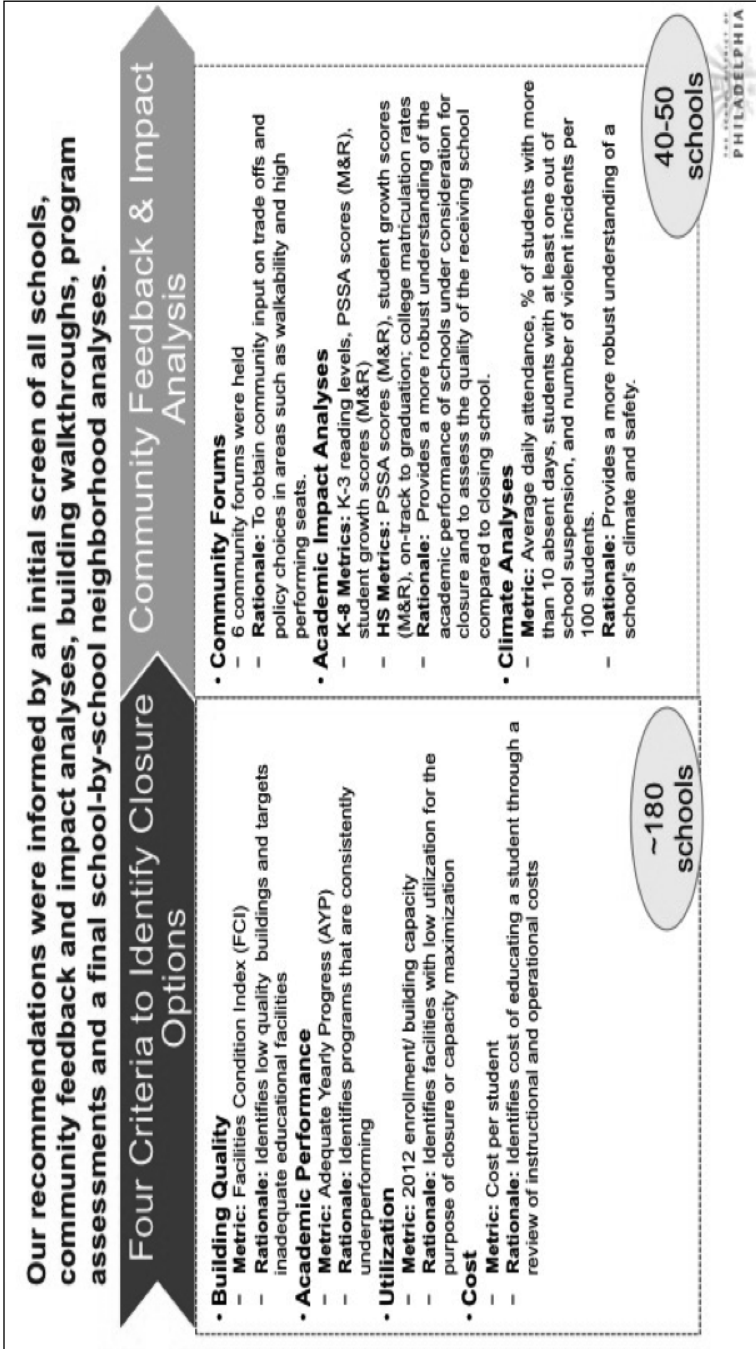 Our recommendations were informed by an initial screen of all schools,
community feedback and impact analyses, building walkthroughs, program
assessments and a final school-by-school neighborhood analyses.
Four Criteria to Identify Closure
Options
• Building Quality
– Metric: Facilities Condition Index (FCI)
– Rationale: Identifies low quality buildings and targets
inadequate educational facilities
• Academic Performance
– Metric: Adequate Yearly Progress (AYP)
– Rationale: Identifies programs that are consistently
underperforming
• Utilization
– Metric: 2012 enrollment/ building capacity
– Rationale: Identifies facilities with low utilization for the
purpose of closure or capacity maximization
• Cost
– Metric: Cost per student
– Rationale: Identifies cost of educating a student through a
review of instructional and operational costs
~180
schools
Community Feedback & Impact
Analysis
• Community Forums
– 6 community forums were held
– Rationale: To obtain community input on trade offs and
policy choices in areas such as walkability and high
performing seats.
• Academic Impact Analyses
– K-8 Metrics: K-3 reading levels, PSSA scores (M&R),
student growth scores (M&R)
– HS Metrics: PSSA scores (M&R), student growth scores
(M&R), on-track to graduation; college matriculation rates
– Rationale: Provides a more robust understanding of the
academic performance of schools under consideration for
closure and to assess the quality of the receiving school
compared to closing school.
• Climate Analyses
– Metric: Average daily attendance, % of students with more
than 10 absent days, students with at least one out of
school suspension, and number of violent incidents per
100 students.
– Rationale: Provides a more robust understanding of a
school's climate and safety.
40-50
schools
PHILADELPHIA